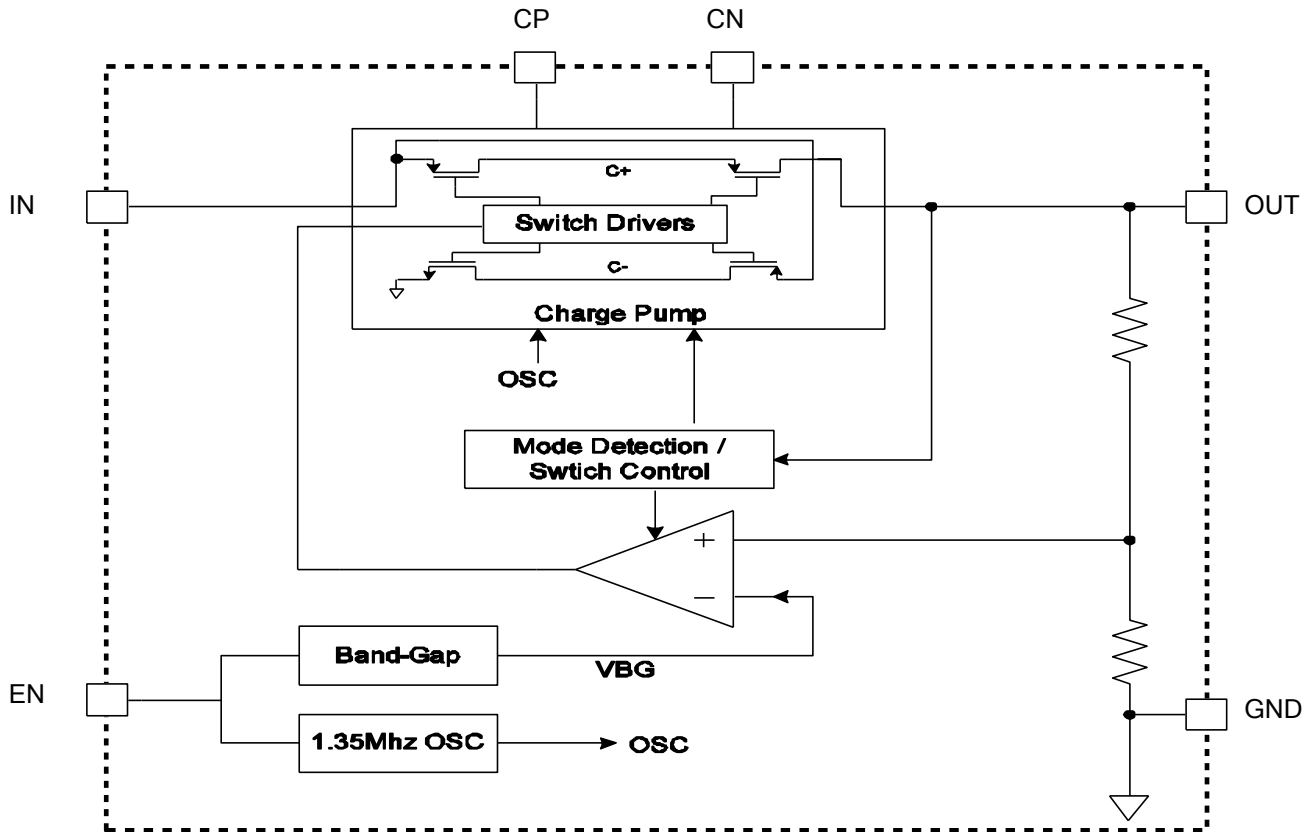 CP
CN
IN
C+
Switch Drivers
OUT
C-
Charge Pump
OSC
Mode Detection /
Swtich Control
+
−
Band-Gap
VBG
EN
GND
1.35Mhz OSC
OSC